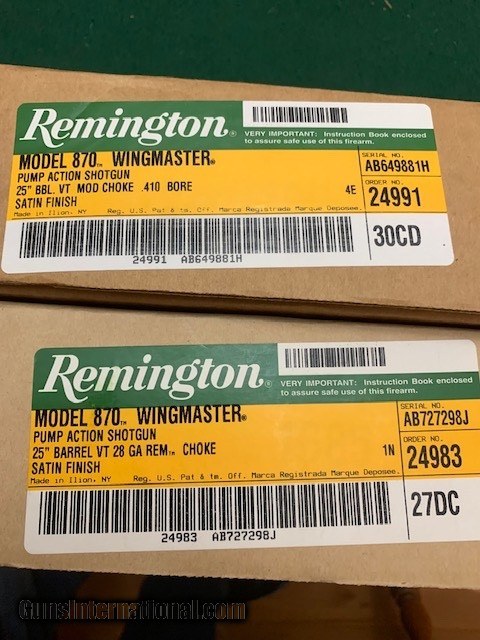 Remington®
VERY IMPORTANT: Instruction Book enclosed
to assure safe use of this firearm.
MODEL 870™ WINGMASTER®
PUMP ACTION SHOTGUN
25" BBL. VT MOD CHOKE .410 BORE 4E
SATIN FINISH
Made in Ilion, NY Reg. U.S. Pat & tm. Off. Marca Registrada Marque Deposee.
SERIAL NO.
AB649881H
ORDER NO.
24991
30CD
24991 AB649881H
Remington®
VERY IMPORTANT: Instruction Book enclosed
to assure safe use of this firearm.
MODEL 870™ WINGMASTER®
PUMP ACTION SHOTGUN
25" BARREL VT 28 GA REM™ CHOKE 1N
SATIN FINISH
Made in Ilion, NY Reg. U.S. Pat & tm. Off. Marca Registrada Marque Deposee.
SERIAL NO.
AB727298J
ORDER NO.
24983
27DC
24983 AB727298J
GunsInternational.com